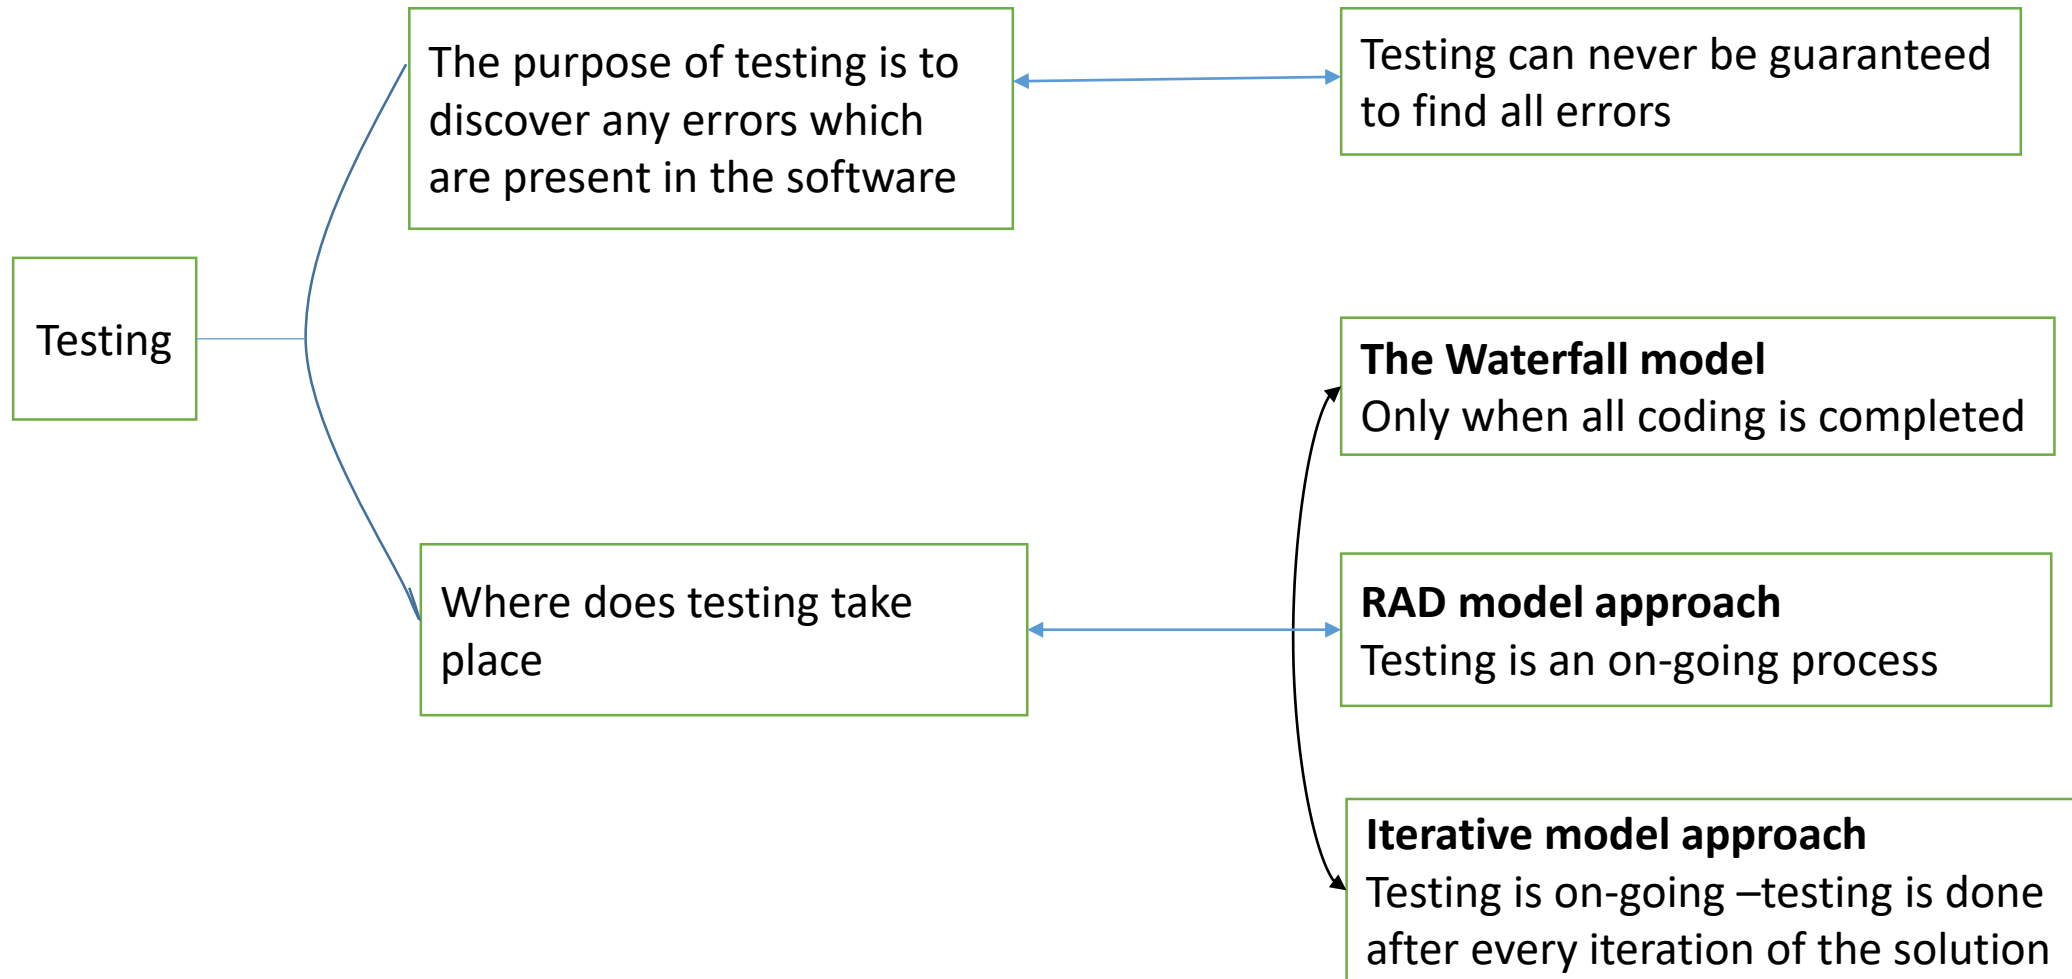 The purpose of testing is to
discover any errors which
are present in the software
Testing can never be guaranteed
to find all errors
Testing
The Waterfall model
Only when all coding is completed
Where does testing take
place
RAD model approach
Testing is an on-going process
Iterative model approach
Testing is on-going –testing is done
after every iteration of the solution